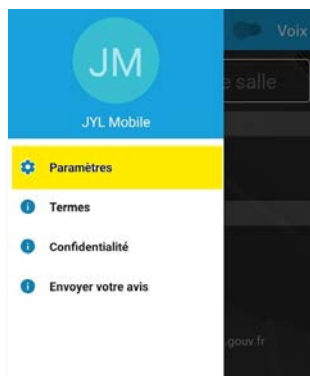 JM
Voix
e salle
JYL Mobile
Paramètres
Termes
Confidentialité
Envoyer votre avis
.gouv.fr